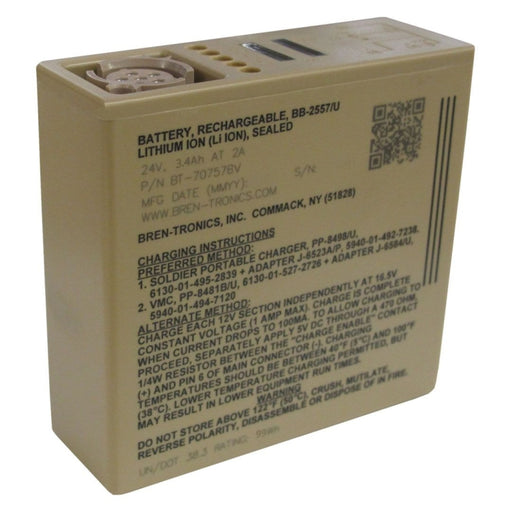 BATTERY, RECHARGEABLE, BB-2557/U
LITHIUM ION (Li ION), SEALED
24V, 3.4Ah AT 2A
P/N BT-70757BV S/N:
MFG DATE (MMYY):
WWW.BREN-TRONICS.COM
BREN-TRONICS, INC. COMMACK, NY (51828)
CHARGING INSTRUCTIONS
PREFERRED METHOD:
1. SOLDIER PORTABLE CHARGER, PP-8498/U,
6130-01-495-2839 + ADAPTER J-6523A/P, 5940-01-492-7238.
2. VMC, PP-8481B/U, 6130-01-527-2726 + ADAPTER J-6584/U,
5940-01-494-7120
ALTERNATE METHOD:
CHARGE EACH 12V SECTION INDEPENDENTLY AT 16.5V
CONSTANT VOLTAGE (1 AMP MAX). CHARGE IS COMPLETE
WHEN CURRENT DROPS TO 100MA. TO ALLOW CHARGING TO
PROCEED, SEPARATELY APPLY 5V DC THROUGH A 470 OHM,
1/4W RESISTOR BETWEEN THE "CHARGE ENABLE" CONTACT
(+) AND PIN 6 OF MAIN CONNECTOR (-). CHARGING
TEMPERATURES SHOULD BE BETWEEN 40°F (5°C) AND 100°F
(38°C). LOWER TEMPERATURE CHARGING PERMITTED, BUT
MAY RESULT IN LOWER EXPERIENCE RUN TIMES.
DO NOT STORE ABOVE 122°F (50°C), CRUSH, MUTILATE,
REVERSE POLARITY, DISASSEMBLE OR DISPOSE OF IN FIRE.
UN/DOT 38.3 RATING: 99Wh